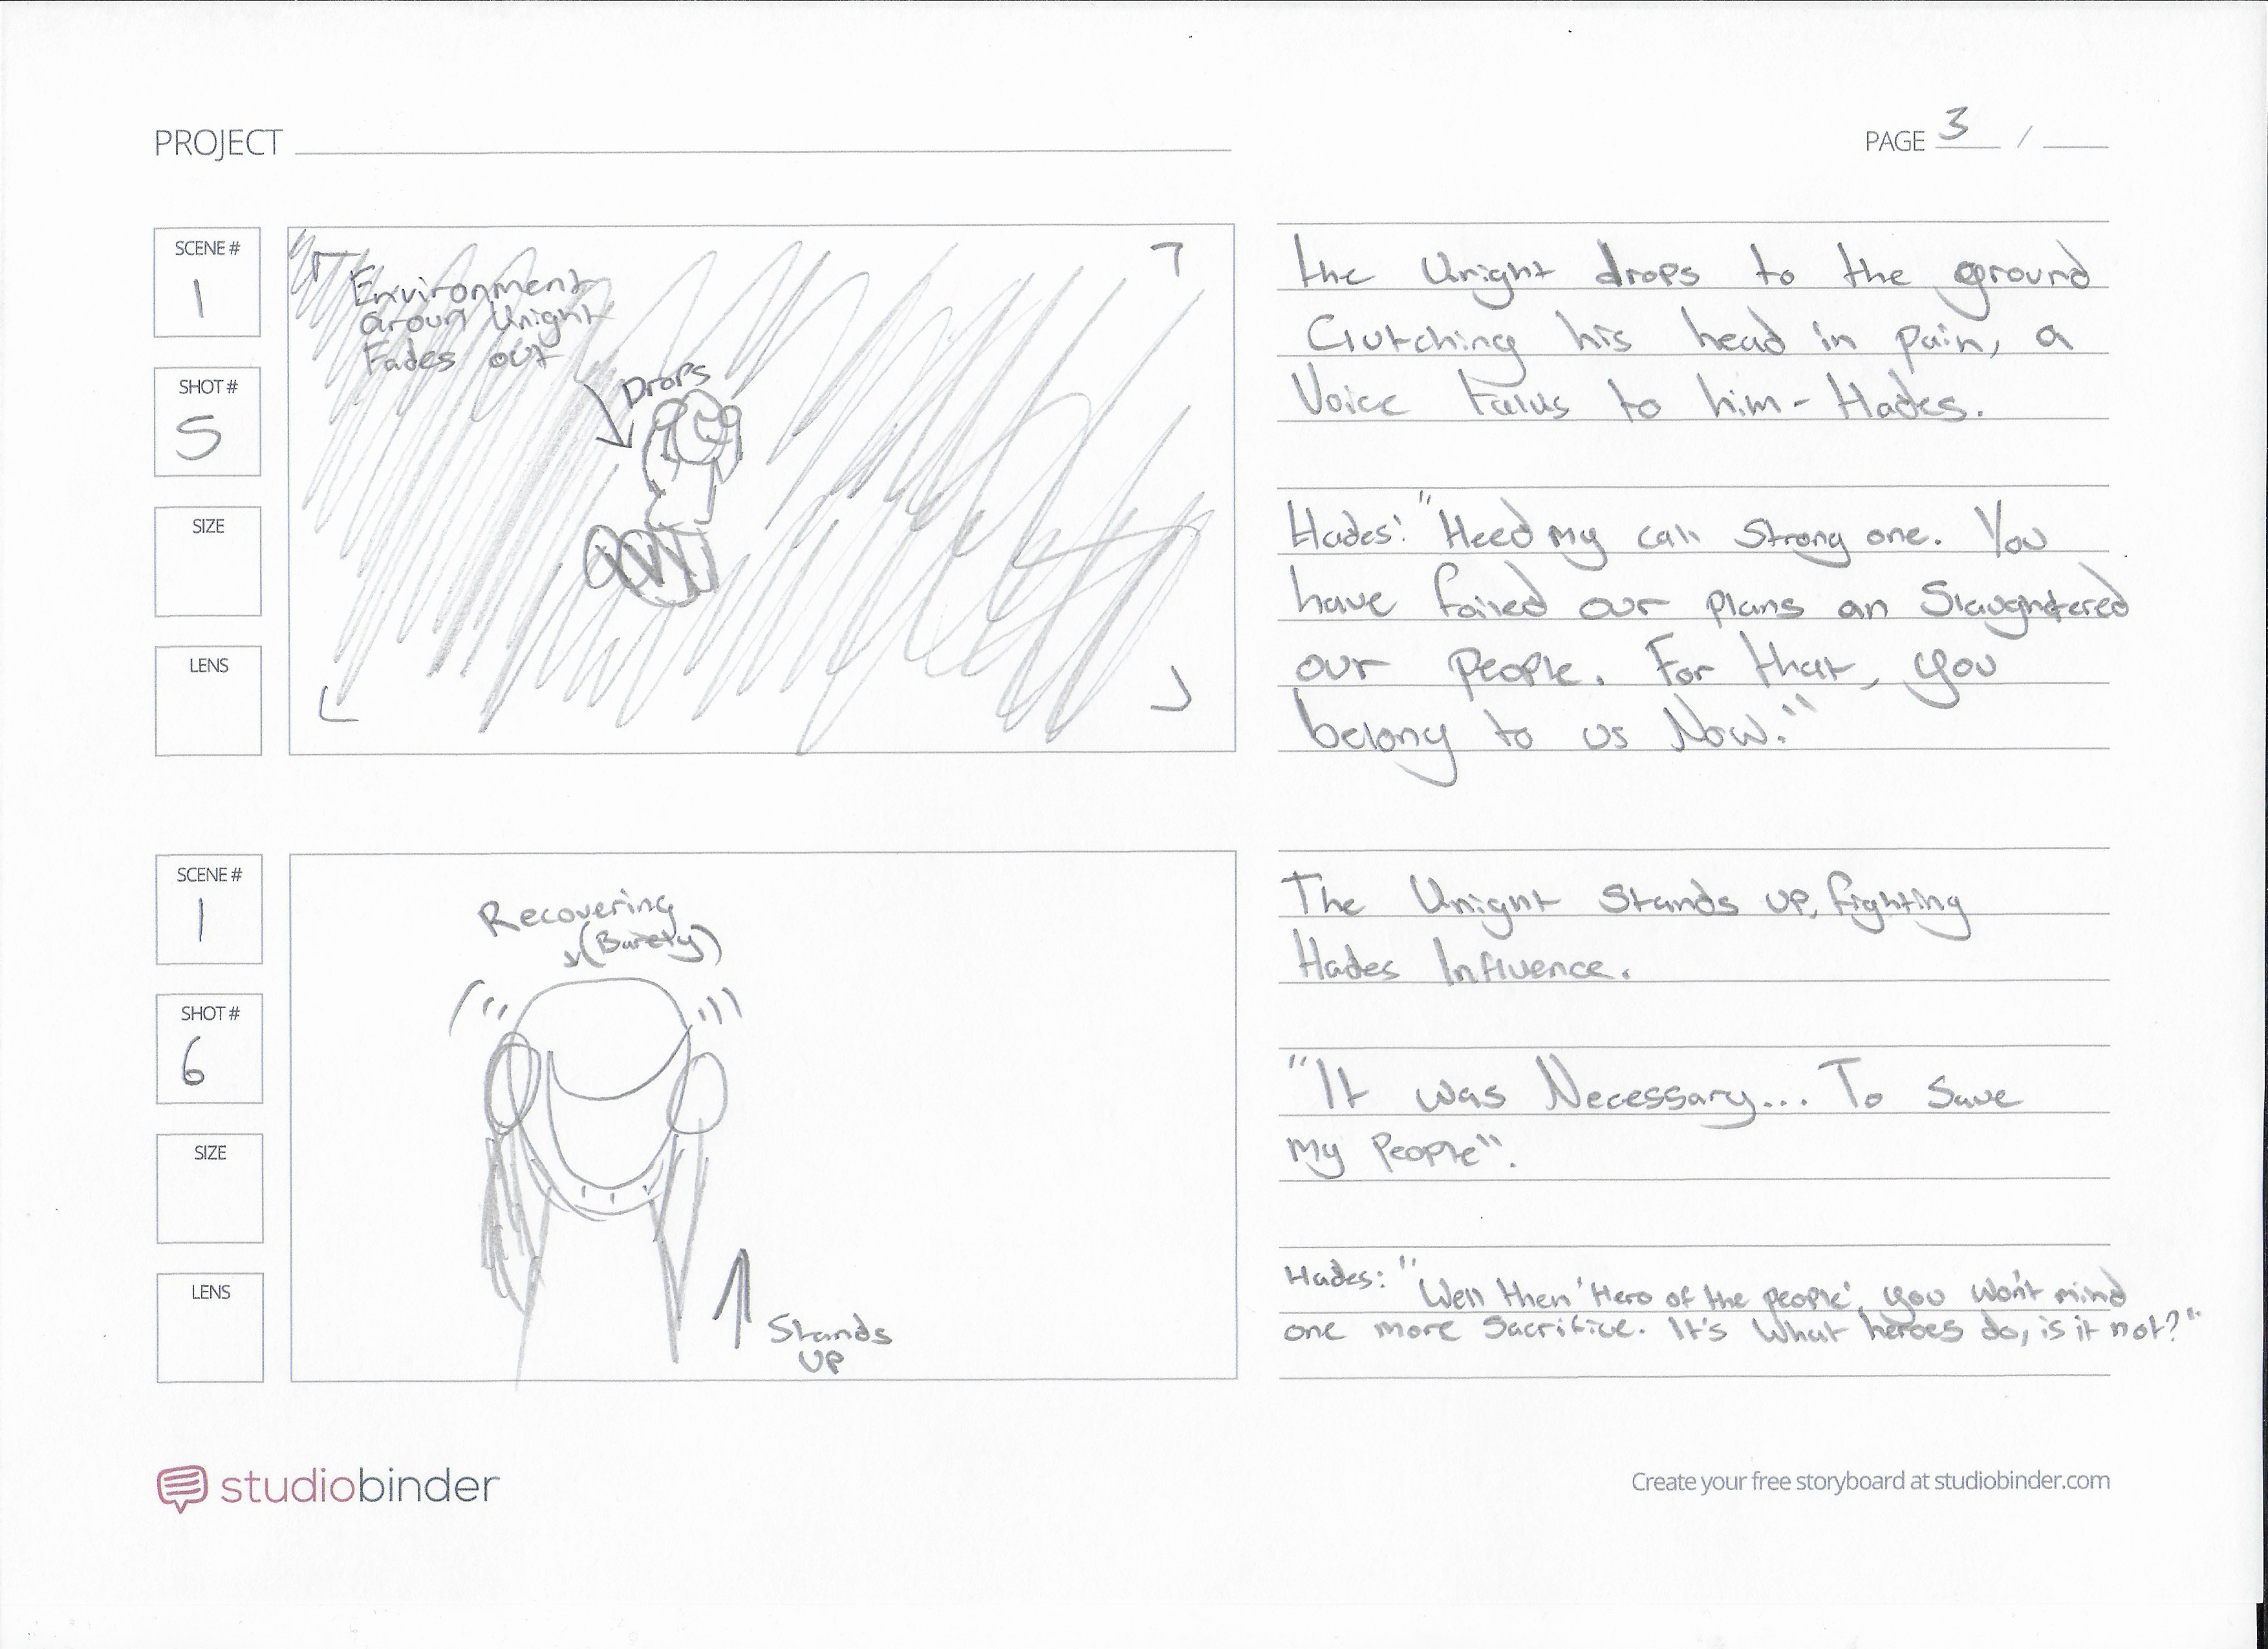 PROJECT
PAGE 3 /
SCENE #
1
SHOT #
5
SIZE
LENS
Environment
aroun Knight
Fades out
Drops
the Knight drops to the ground
Clutching his head in pain, a
Voice talks to him - Hades.
Hades: "Heed my call Strong one. You
have foiled our plans an Slaughtered
our people. For that, you
belong to us Now."
SCENE #
1
SHOT #
6
SIZE
LENS
Recovering
(Barely)
Stands
UP
The Knight Stands up, fighting
Hades Influence.
"It was Necessary... To Save
my People".
Hades: "Well then 'Hero of the people', you won't mind
one more Sacrifice. It's what heroes do, is it not?"
studiobinder
Create your free storyboard at studiobinder.com